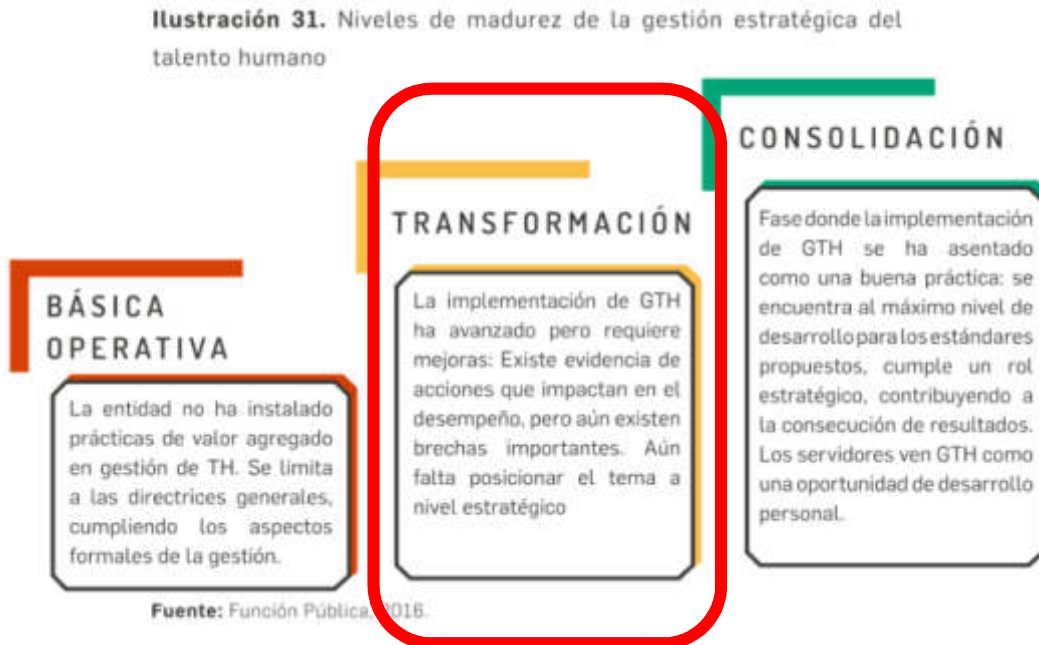 Ilustración 31. Niveles de madurez de la gestión estratégica del
talento humano
BÁSICA
OPERATIVA
La entidad no ha instalado
prácticas de valor agregado
en gestión de TH. Se limita
a las directrices generales,
cumpliendo los aspectos
formales de la gestión.
TRANSFORMACIÓN
La implementación de GTH
ha avanzado pero requiere
mejoras: Existe evidencia de
acciones que impactan en el
desempeño, pero aún existen
brechas importantes. Aún
falta posicionar el tema a
nivel estratégico
CONSOLIDACIÓN
Fase donde la implementación
de GTH se ha asentado
como una buena práctica: se
encuentra al máximo nivel de
desarrollo para los estándares
propuestos, cumple un rol
estratégico, contribuyendo a
la consecución de resultados.
Los servidores ven GTH como
una oportunidad de desarrollo
personal.
Fuente: Función Pública, 2016.